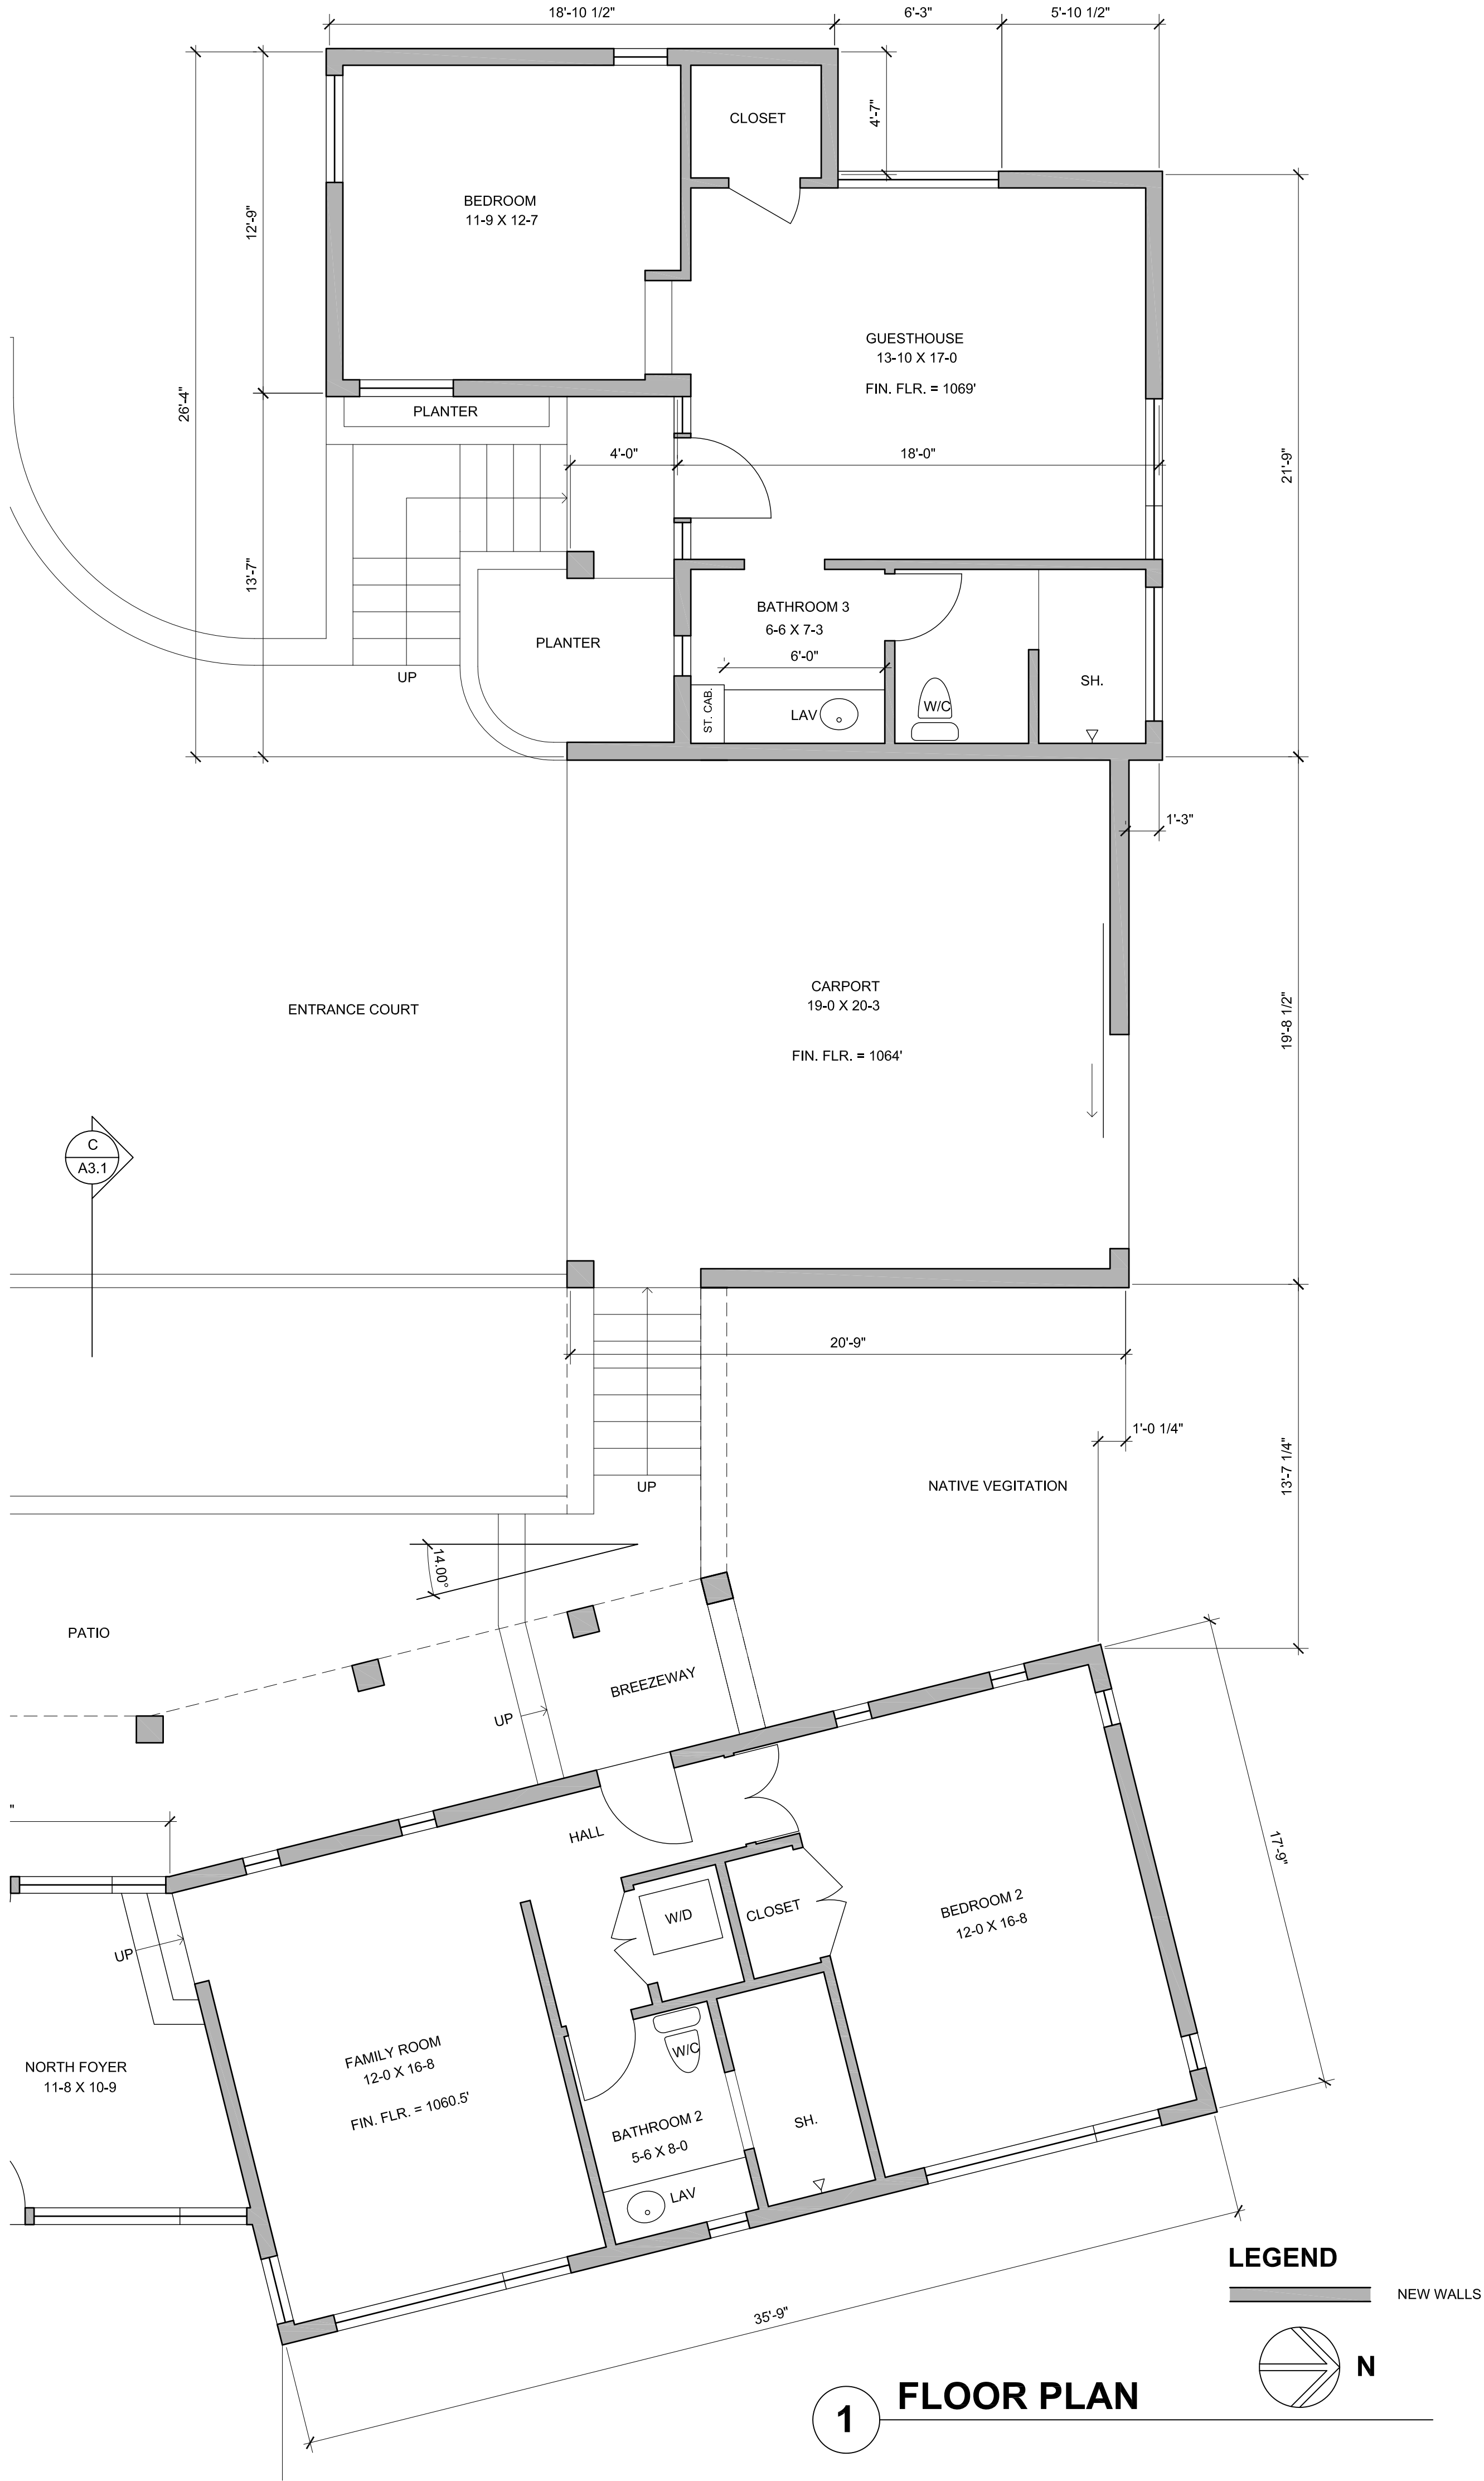 18'-10 1/2"
6'-3"
5'-10 1/2"
4'-7"
CLOSET
BEDROOM
11-9 X 12-7
12'-9"
26'-4"
GUESTHOUSE
13-10 X 17-0
FIN. FLR. = 1069'
PLANTER
4'-0"
18'-0"
21'-9"
13'-7"
BATHROOM 3
6-6 X 7-3
6'-0"
PLANTER
UP
ST. CAB.
LAV
W/C
SH.
1'-3"
CARPORT
19-0 X 20-3
FIN. FLR. = 1064'
ENTRANCE COURT
19'-8 1/2"
C
A3.1
20'-9"
1'-0 1/4"
UP
NATIVE VEGITATION
13'-7 1/4"
14.00°
PATIO
BREEZEWAY
UP
"
HALL
17'-9"
W/D
CLOSET
BEDROOM 2
12-0 X 16-8
UP
FAMILY ROOM
12-0 X 16-8
FIN. FLR. = 1060.5'
NORTH FOYER
11-8 X 10-9
W/C
BATHROOM 2
5-6 X 8-0
SH.
LAV
35'-9"
LEGEND
NEW WALLS
N
1
FLOOR PLAN